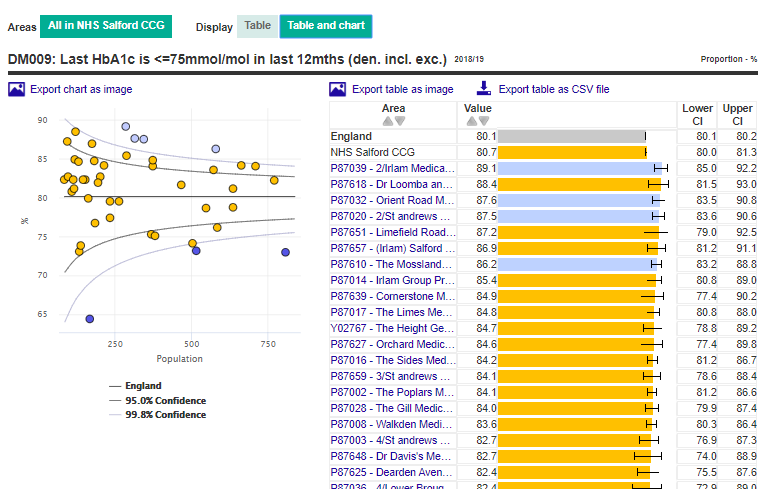 Areas All in NHS Salford CCG Display Table Table and chart
DM009: Last HbA1c is <=75mmol/mol in last 12mths (den. incl. exc.) 2018/19 Proportion - %
Export chart as image
90
85
80
75
70
65
%
250 500 750
Population
England
95.0% Confidence
99.8% Confidence
Export table as image Export table as CSV file
Area Value Lower CI Upper CI
England 80.1 80.1 80.2
NHS Salford CCG 80.7 80.0 81.3
P87039 - 2/Irlam Medica... 89.1 85.0 92.2
P87618 - Dr Loomba an... 88.4 81.5 93.0
P87032 - Orient Road M... 87.6 83.5 90.8
P87020 - 2/St andrews ... 87.5 83.6 90.6
P87651 - Limefield Road... 87.2 79.0 92.5
P87657 - (Irlam) Salford ... 86.9 81.2 91.1
P87610 - The Mossland... 86.2 83.2 88.8
P87014 - Irlam Group Pr... 85.4 80.8 89.0
P87639 - Cornerstone M... 84.9 77.4 90.2
P87017 - The Limes Me... 84.8 80.8 88.0
Y02767 - The Height Ge... 84.7 78.8 89.2
P87627 - Orchard Medic... 84.6 77.4 89.8
P87016 - The Sides Med... 84.2 81.2 86.7
P87659 - 3/St andrews ... 84.1 78.6 88.4
P87002 - The Poplars M... 84.1 81.2 86.6
P87028 - The Gill Medic... 84.0 79.9 87.4
P87008 - Walkden Medi... 83.6 80.3 86.4
P87003 - 4/St andrews ... 82.7 76.9 87.3
P87648 - Dr Davis's Me... 82.7 74.0 88.9
P87625 - Dearden Aven... 82.4 75.5 87.6
P87036 - 4/Lower Broug... 82.4 72.9 89.0